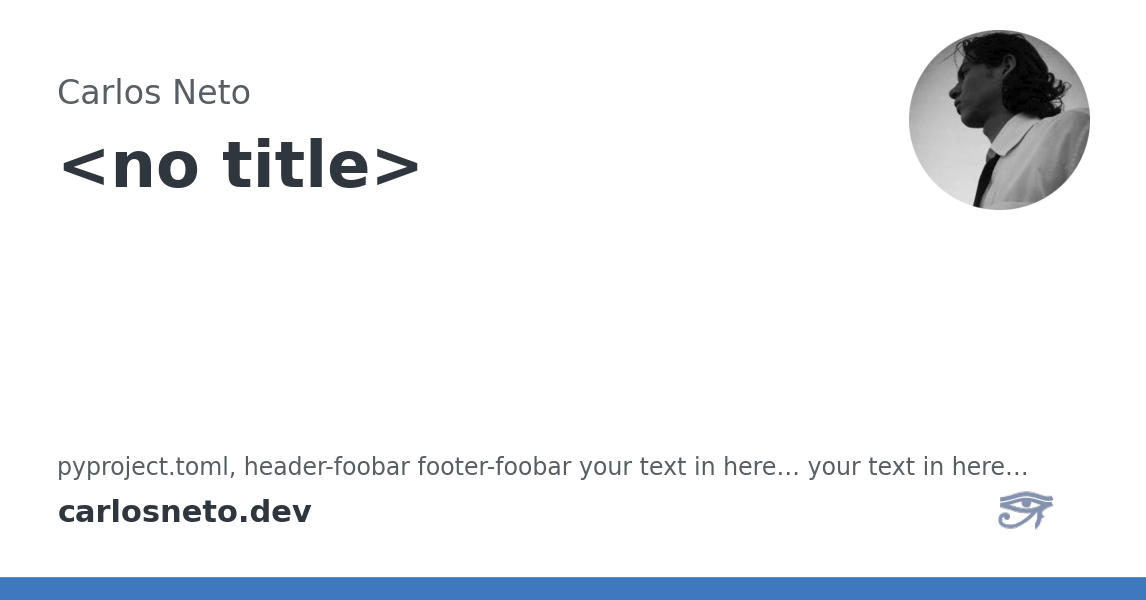 Carlos Neto
<no title>
pyproject.toml, header-foobar footer-foobar your text in here… your text in here…
carlosneto.dev